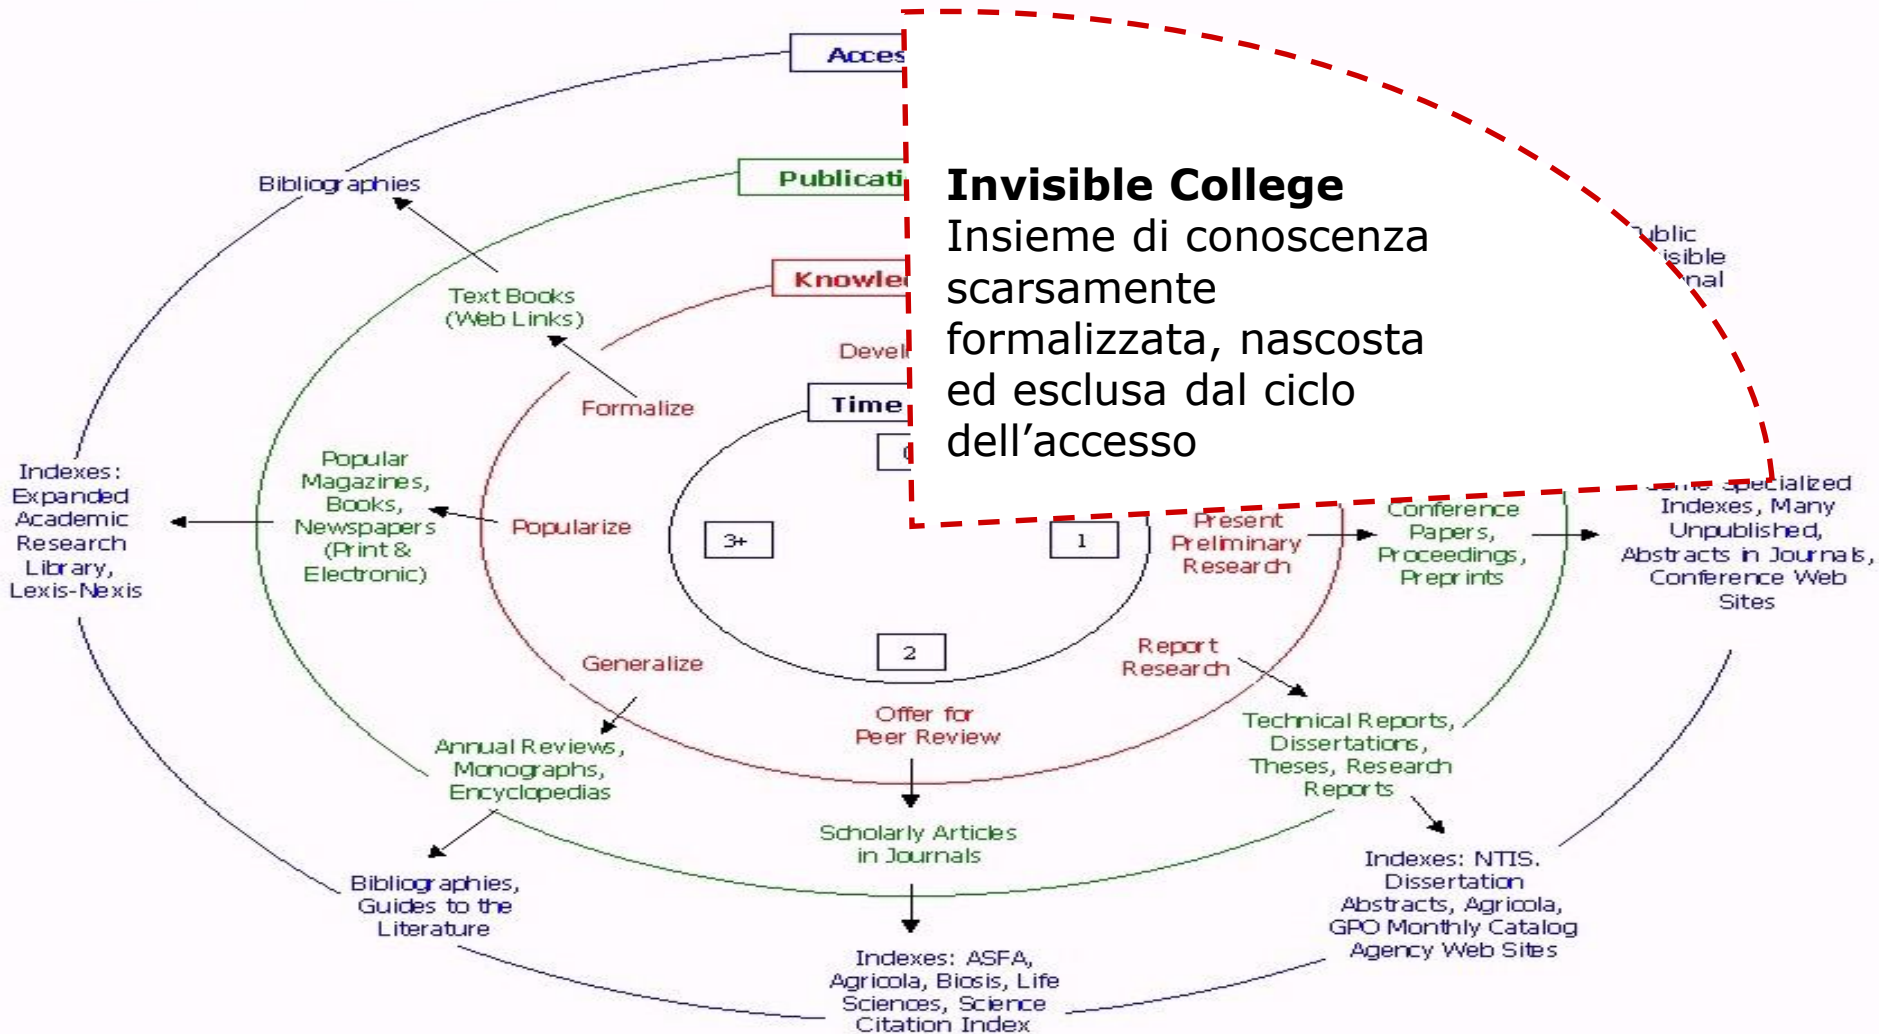 Invisible College
Insieme di conoscenza
scarsamente
formalizzata, nascosta
ed esclusa dal ciclo
dell’accesso
Bibliographies
Text Books
(Web Links)
Formalize
Time
Indexes:
Expanded
Academic
Research
Library,
Lexis-Nexis
Popular
Magazines,
Books,
Newspapers
(Print &
Electronic)
Popularize
3+
1
2
Present
Preliminary
Research
Conference
Papers,
Proceedings,
Preprints
Specialized
Indexes, Many
Unpublished,
Abstracts in Journals,
Conference Web
Sites
Generalize
Report
Research
Offer for
Peer Review
Annual Reviews,
Monographs,
Encyclopedias
Technical Reports,
Dissertations,
Theses, Research
Reports
Scholarly Articles
in Journals
Bibliographies,
Guides to the
Literature
Indexes: NTIS.
Dissertation
Abstracts, Agricola,
GPO Monthly Catalog
Agency Web Sites
Indexes: ASFA,
Agricola, Biosis, Life
Sciences, Science
Citation Index